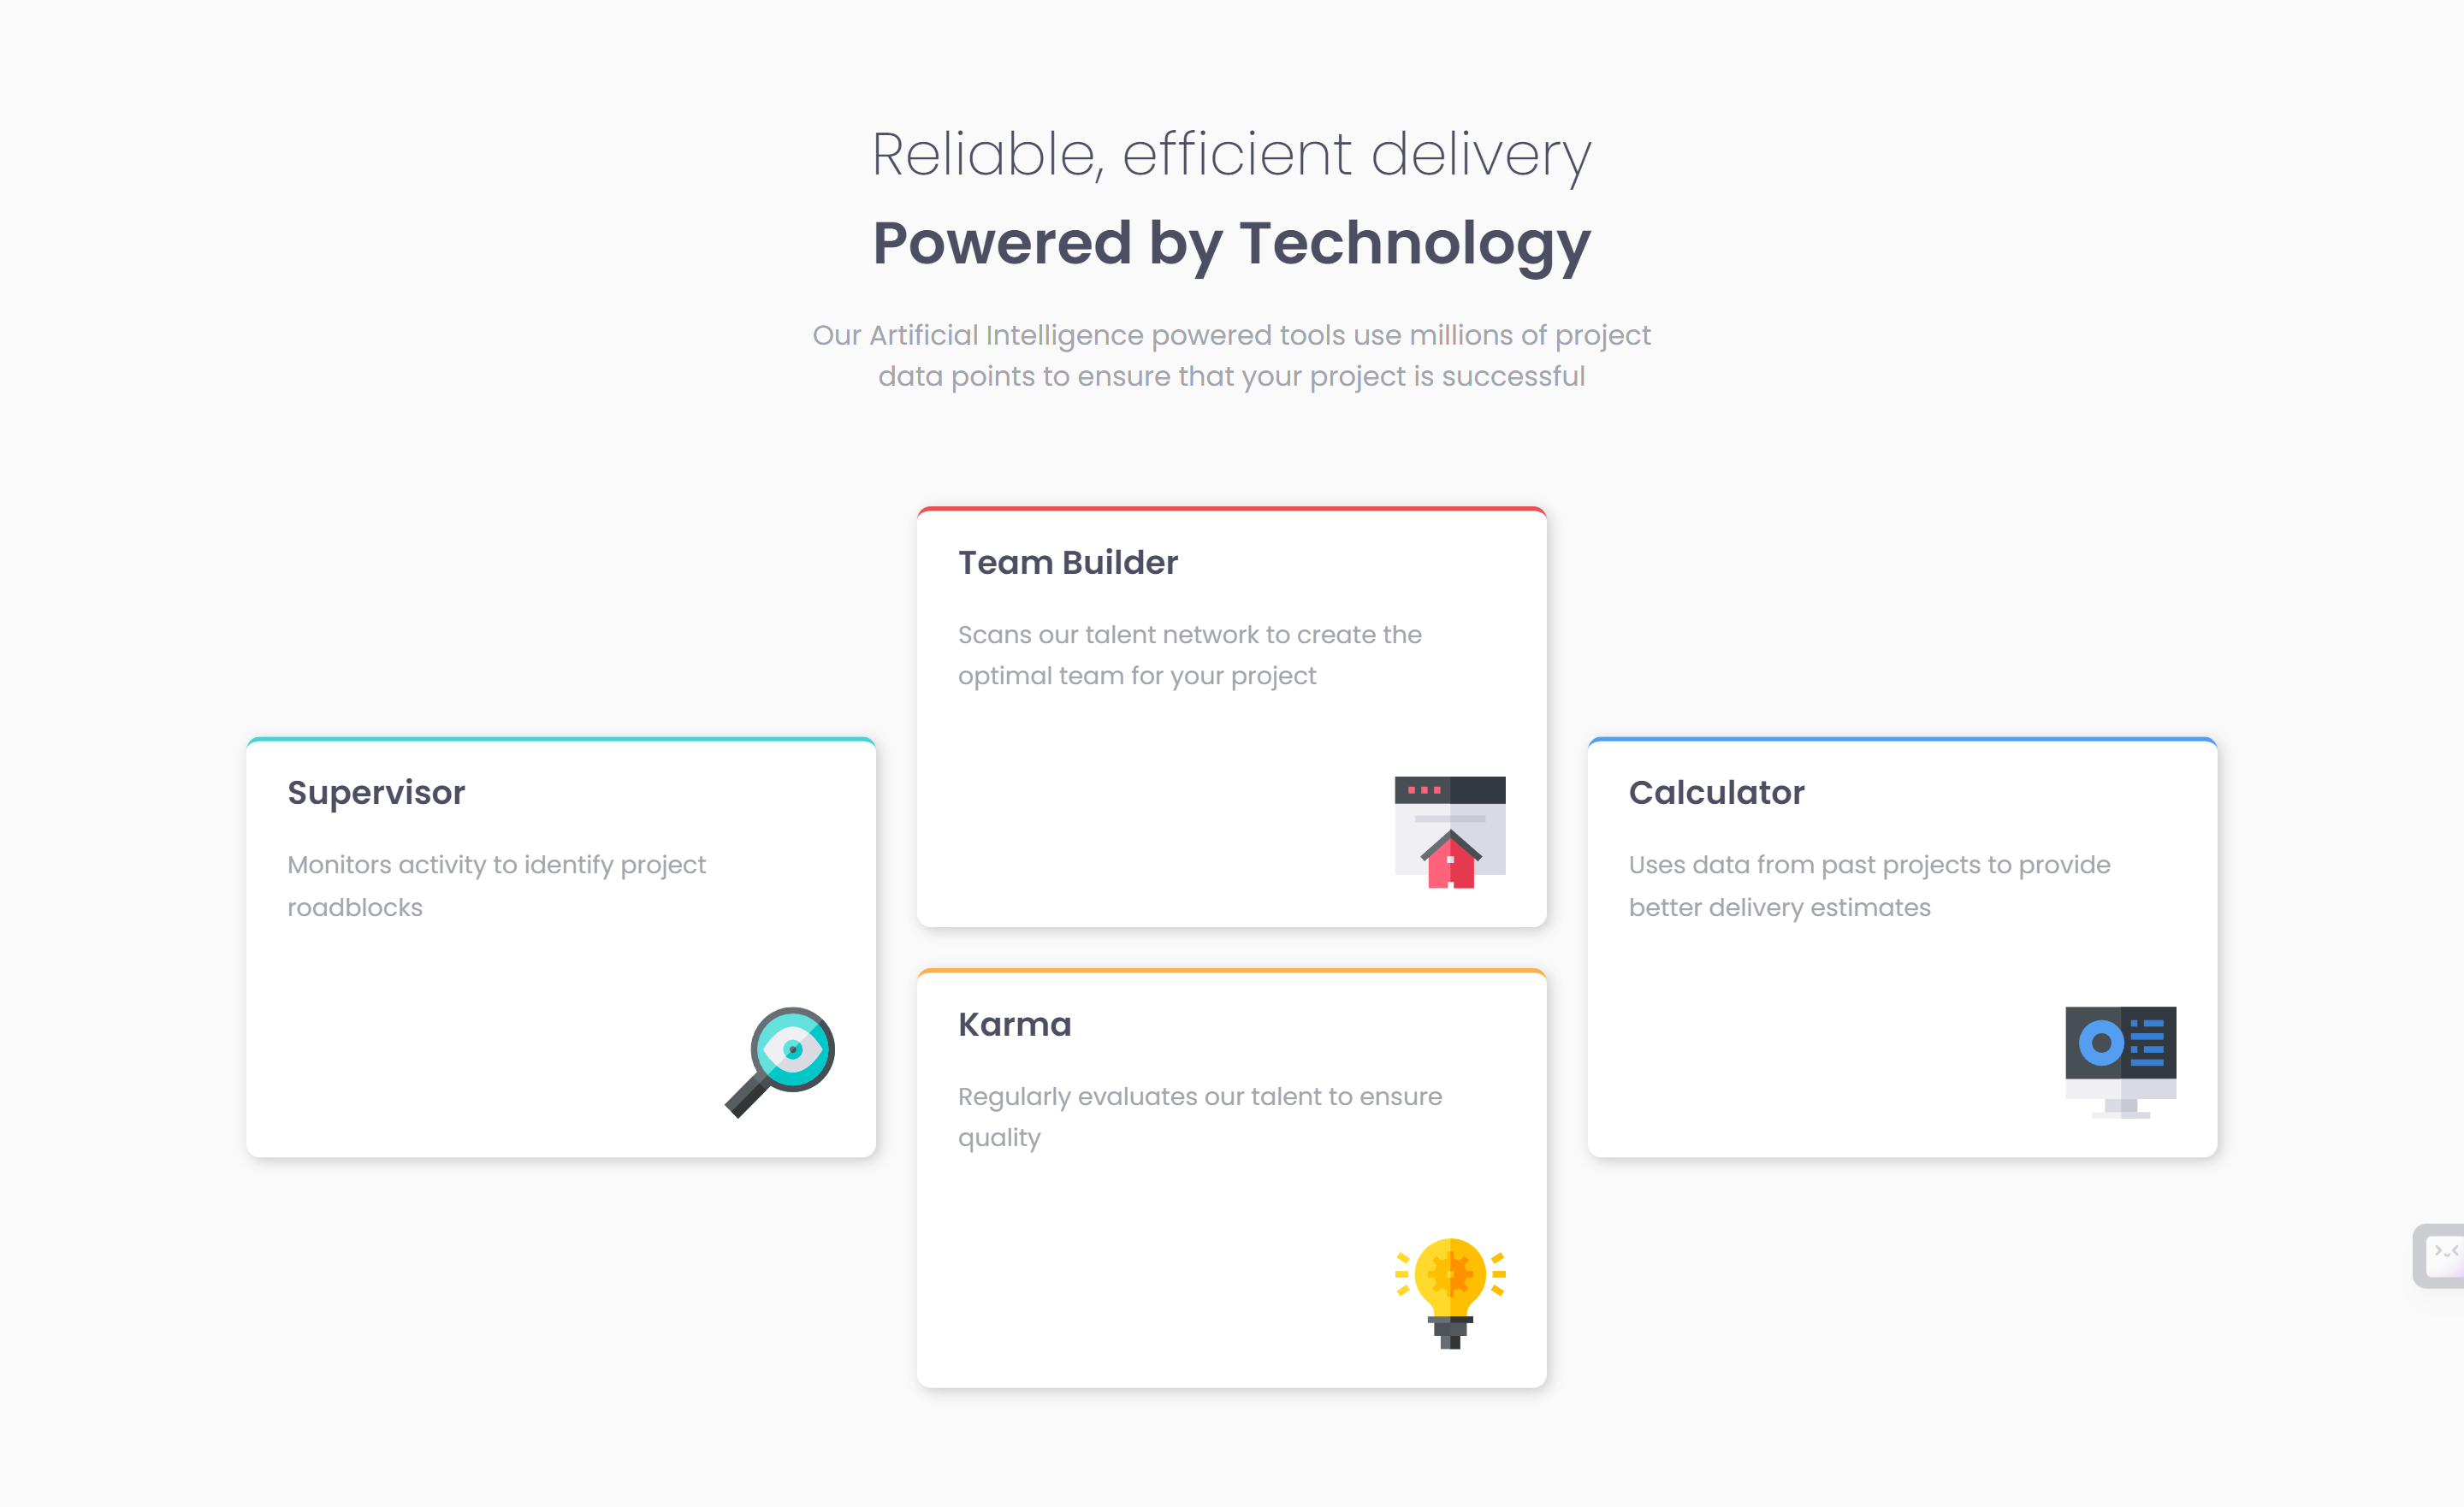 Reliable, efficient delivery
Powered by Technology
Our Artificial Intelligence powered tools use millions of project
data points to ensure that your project is successful
Team Builder
Scans our talent network to create the
optimal team for your project
Supervisor
Monitors activity to identify project
roadblocks
Calculator
Uses data from past projects to provide
better delivery estimates
Karma
Regularly evaluates our talent to ensure
quality